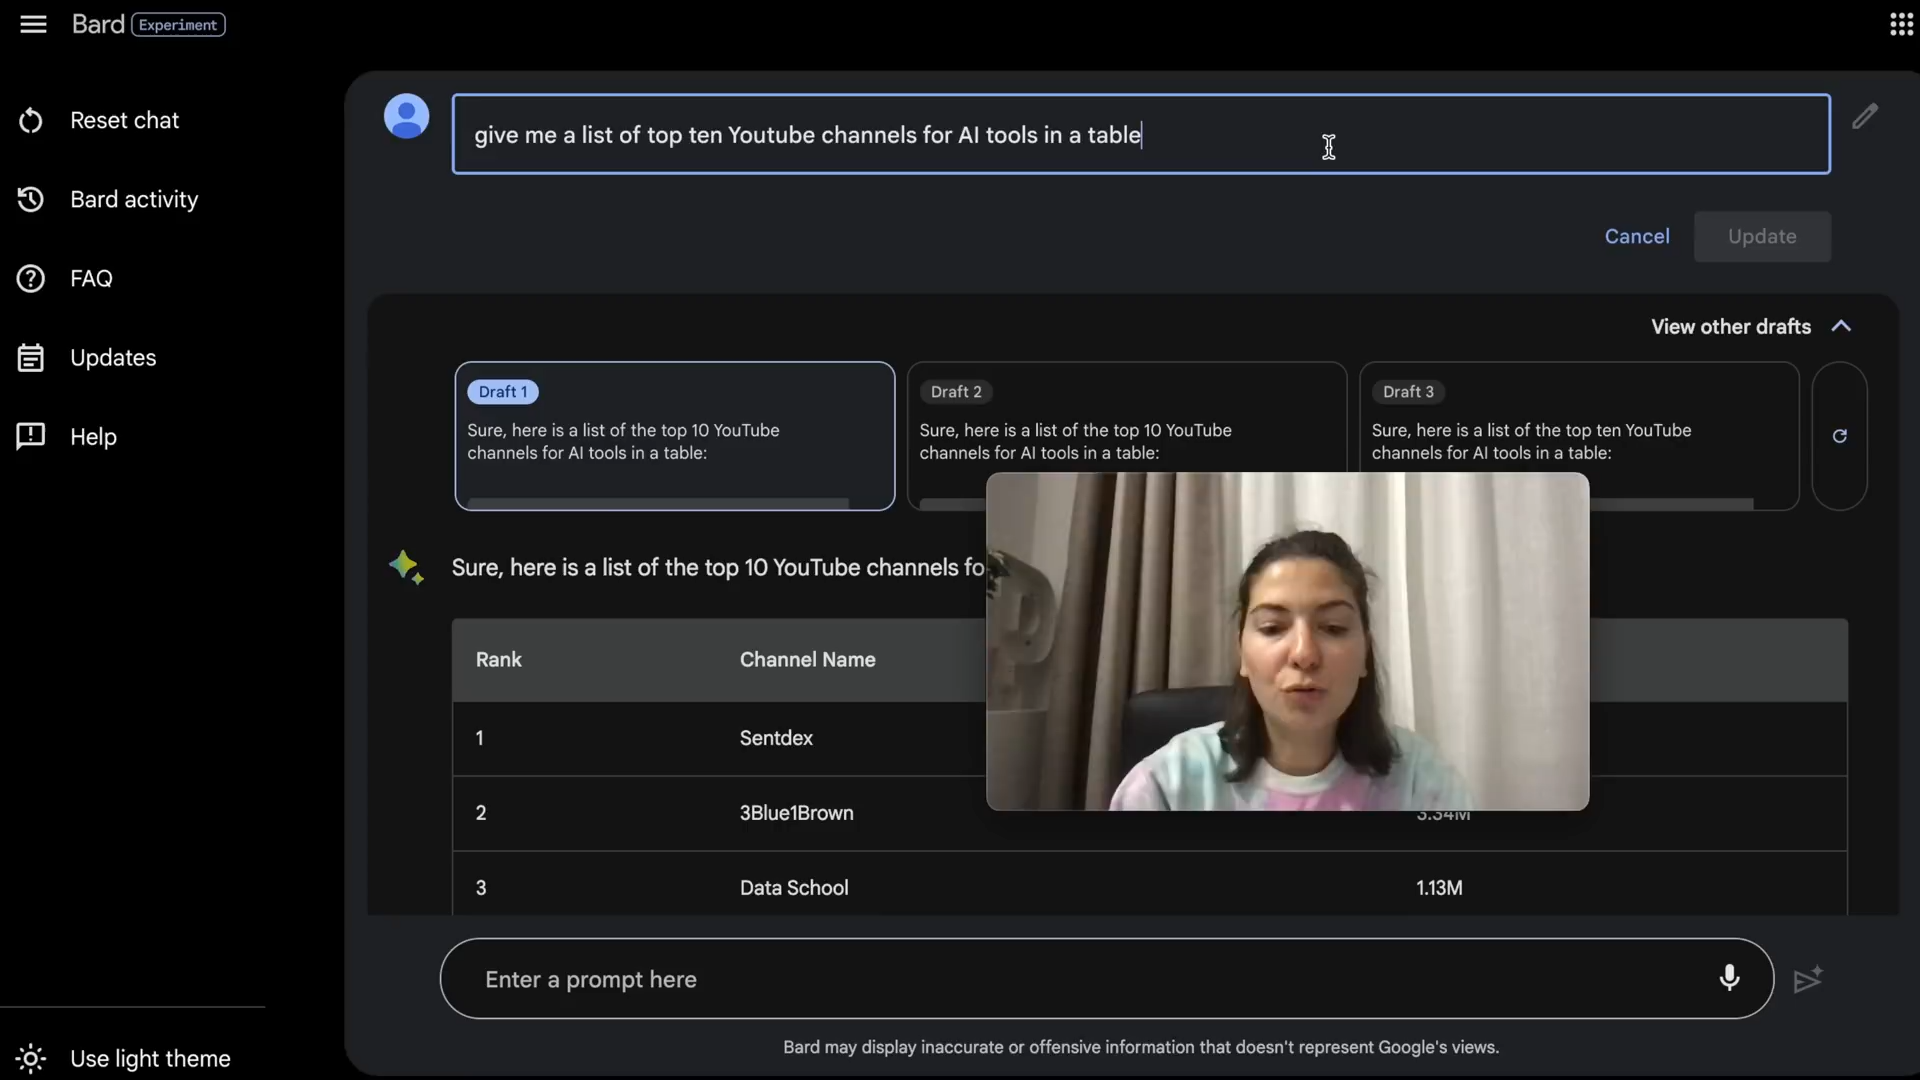 Bard Experiment
Reset chat
Bard activity
FAQ
Updates
Help
Use light theme
give me a list of top ten Youtube channels for AI tools in a table
Cancel
Update
View other drafts
Draft 1
Sure, here is a list of the top 10 YouTube
channels for AI tools in a table:
Draft 2
Sure, here is a list of the top 10 YouTube
channels for AI tools in a table:
Draft 3
Sure, here is a list of the top ten YouTube
channels for AI tools in a table:
Sure, here is a list of the top 10 YouTube channels fo
Rank Channel Name
1 Sentdex
2 3Blue1Brown 3.34M
3 Data School 1.13M
Enter a prompt here
Bard may display inaccurate or offensive information that doesn't represent Google's views.